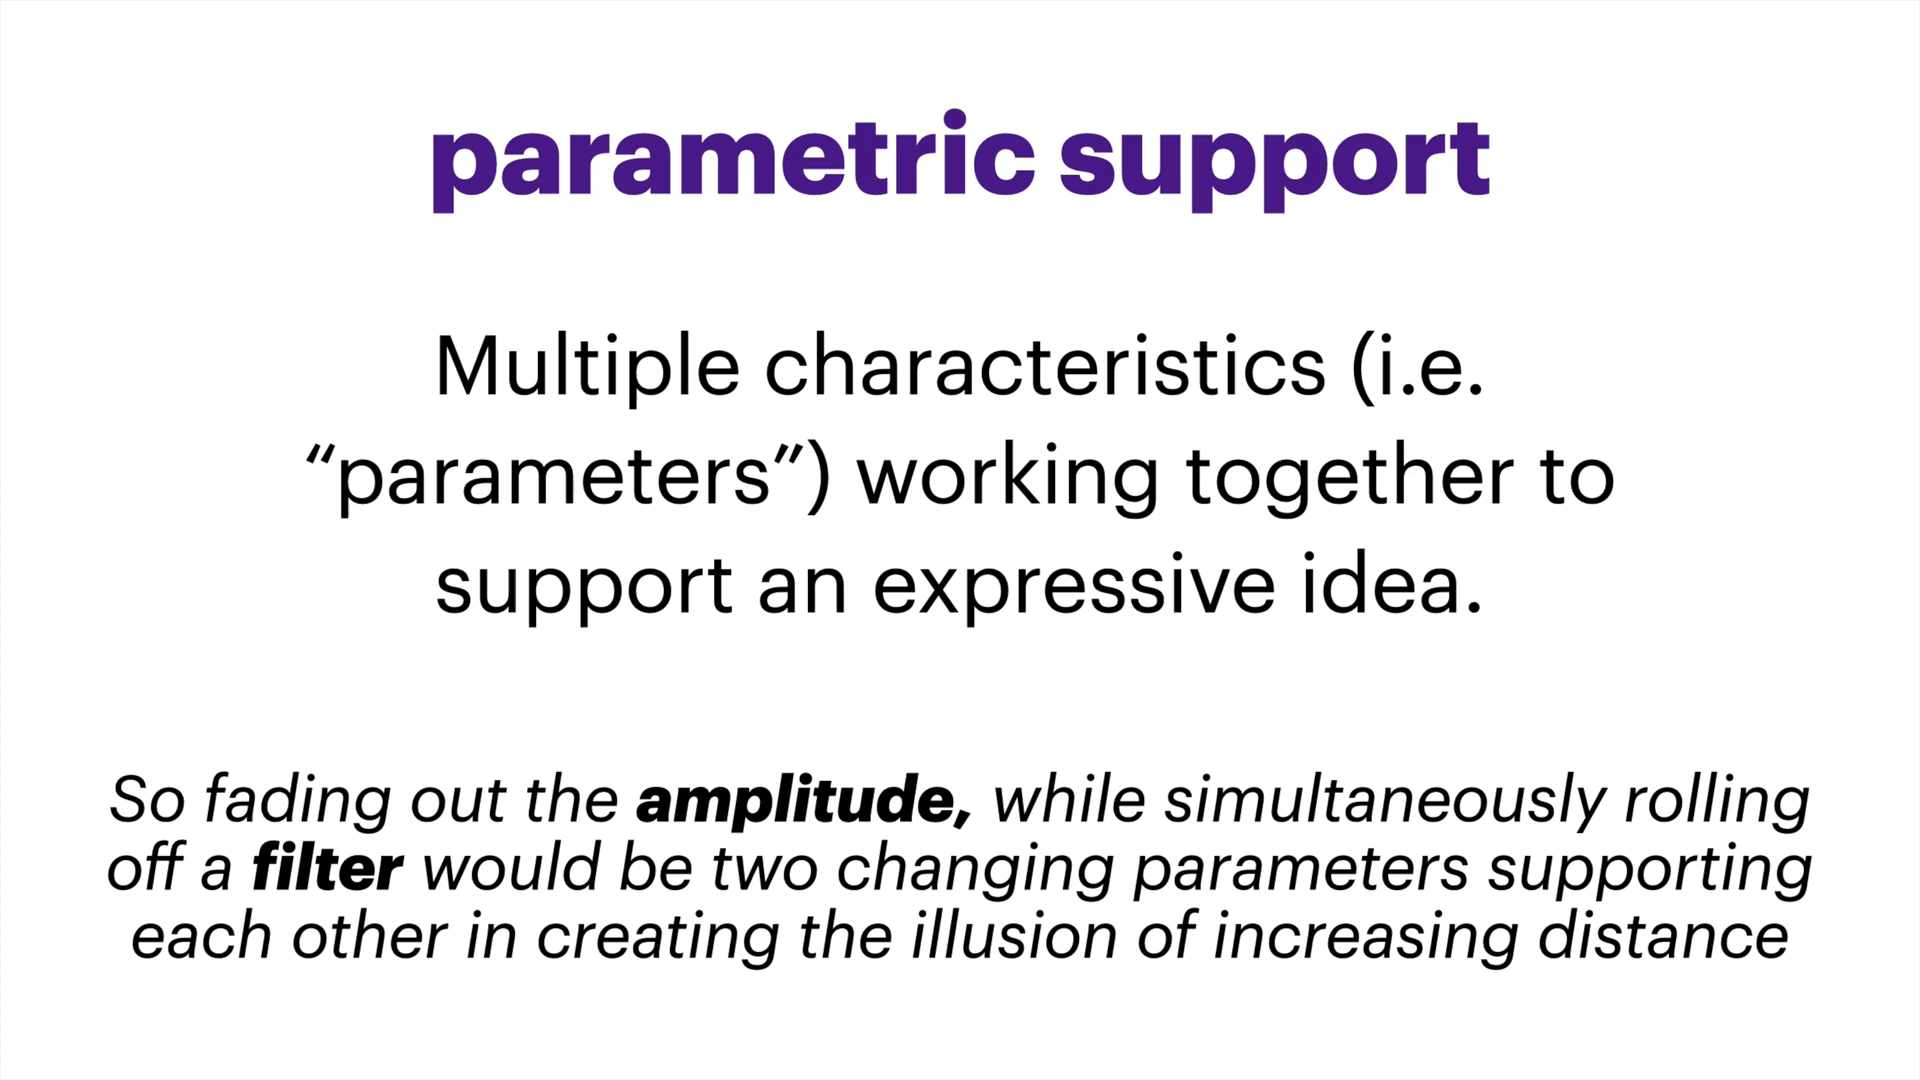 parametric support
Multiple characteristics (i.e.
“parameters”) working together to
support an expressive idea.
So fading out the amplitude, while simultaneously rolling
off a filter would be two changing parameters supporting
each other in creating the illusion of increasing distance